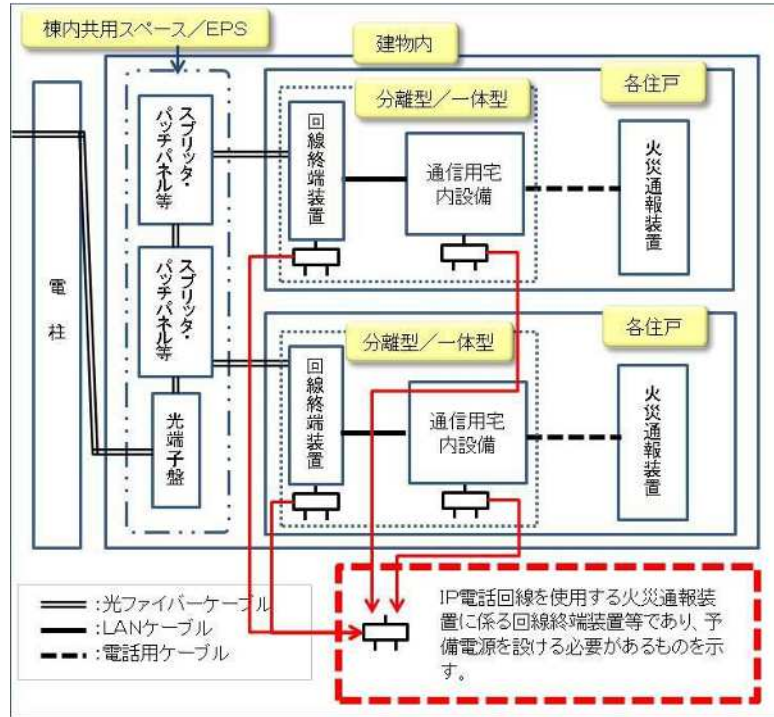 棟内共用スペース／EPS
建物内
電柱
スプリッタ・
パッチパネル等
スプリッタ・
パッチパネル等
光端子盤
各住戸
分離型／一体型
回線終端装置
通信用宅
内設備
火災通報装置
各住戸
分離型／一体型
回線終端装置
通信用宅
内設備
火災通報装置
:光ファイバーケーブル
:LANケーブル
:電話用ケーブル
IP電話回線を使用する火災通報装
置に係る回線終端装置等であり、予
備電源を設ける必要があるものを示
す。